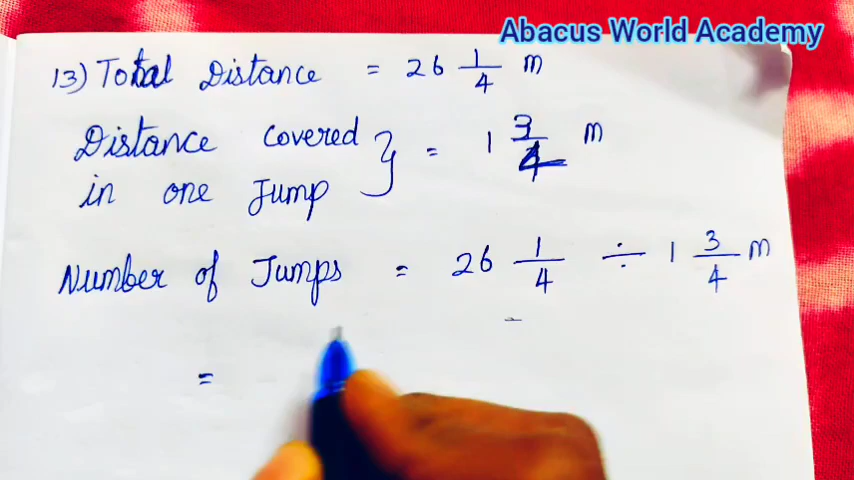 Abacus World Academy
13) Total Distance = 26 1/4 m
Distance covered
in one Jump } = 1 3/4 m
Number of Jumps = 26 1/4 ÷ 1 3/4 m
=